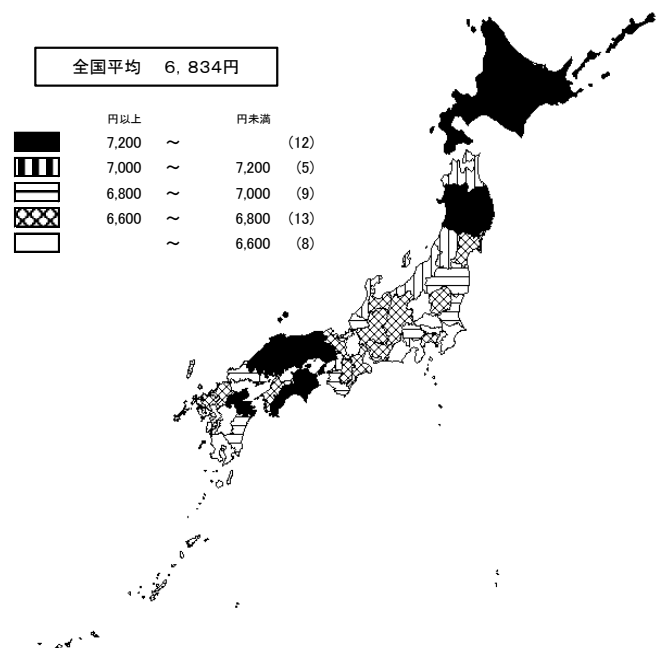 全国平均　６，８３４円
円以上　円未満
7,200　～　(12)
7,000　～　7,200　(5)
6,800　～　7,000　(9)
6,600　～　6,800　(13)
～　6,600　(8)